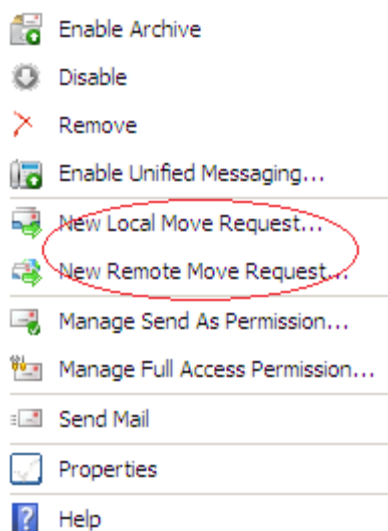 Enable Archive
Disable
Remove
Enable Unified Messaging...
New Local Move Request...
New Remote Move Request...
Manage Send As Permission...
Manage Full Access Permission...
Send Mail
Properties
Help